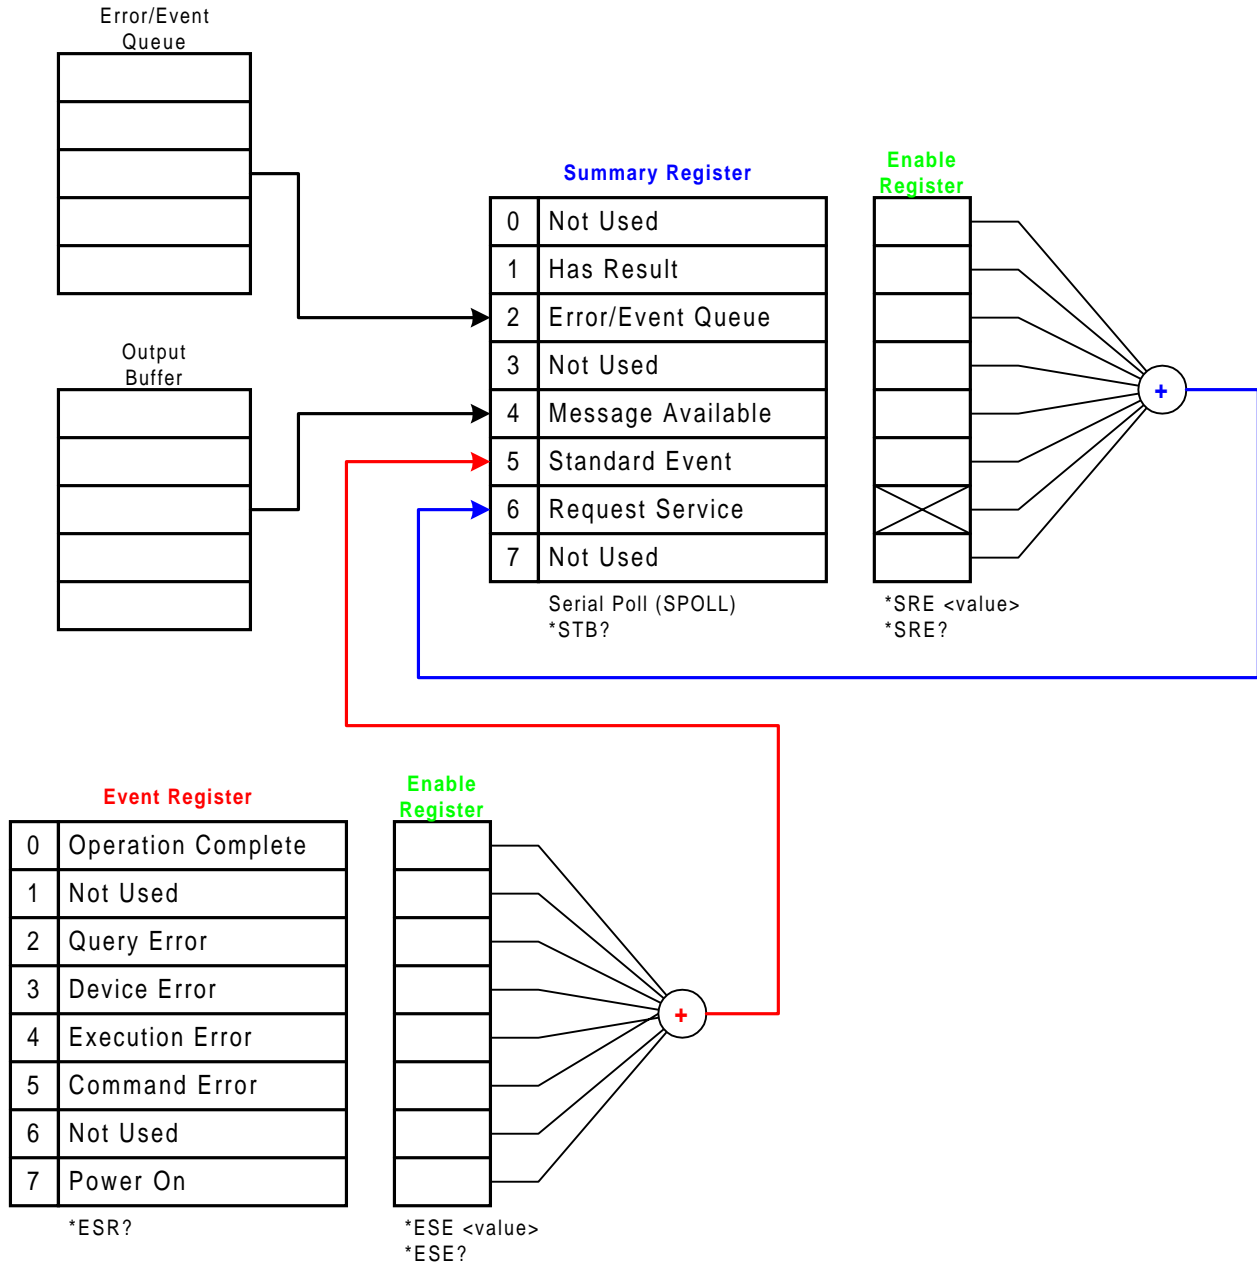 Error/Event
Queue
Summary Register
Enable
Register
0 Not Used
1 Has Result
2 Error/Event Queue
3 Not Used
4 Message Available
5 Standard Event
6 Request Service
7 Not Used
+
Output
Buffer
Serial Poll (SPOLL)
*STB?
*SRE <value>
*SRE?
Event Register
Enable
Register
0 Operation Complete
1 Not Used
2 Query Error
3 Device Error
4 Execution Error
5 Command Error
6 Not Used
7 Power On
+
*ESR?
*ESE <value>
*ESE?